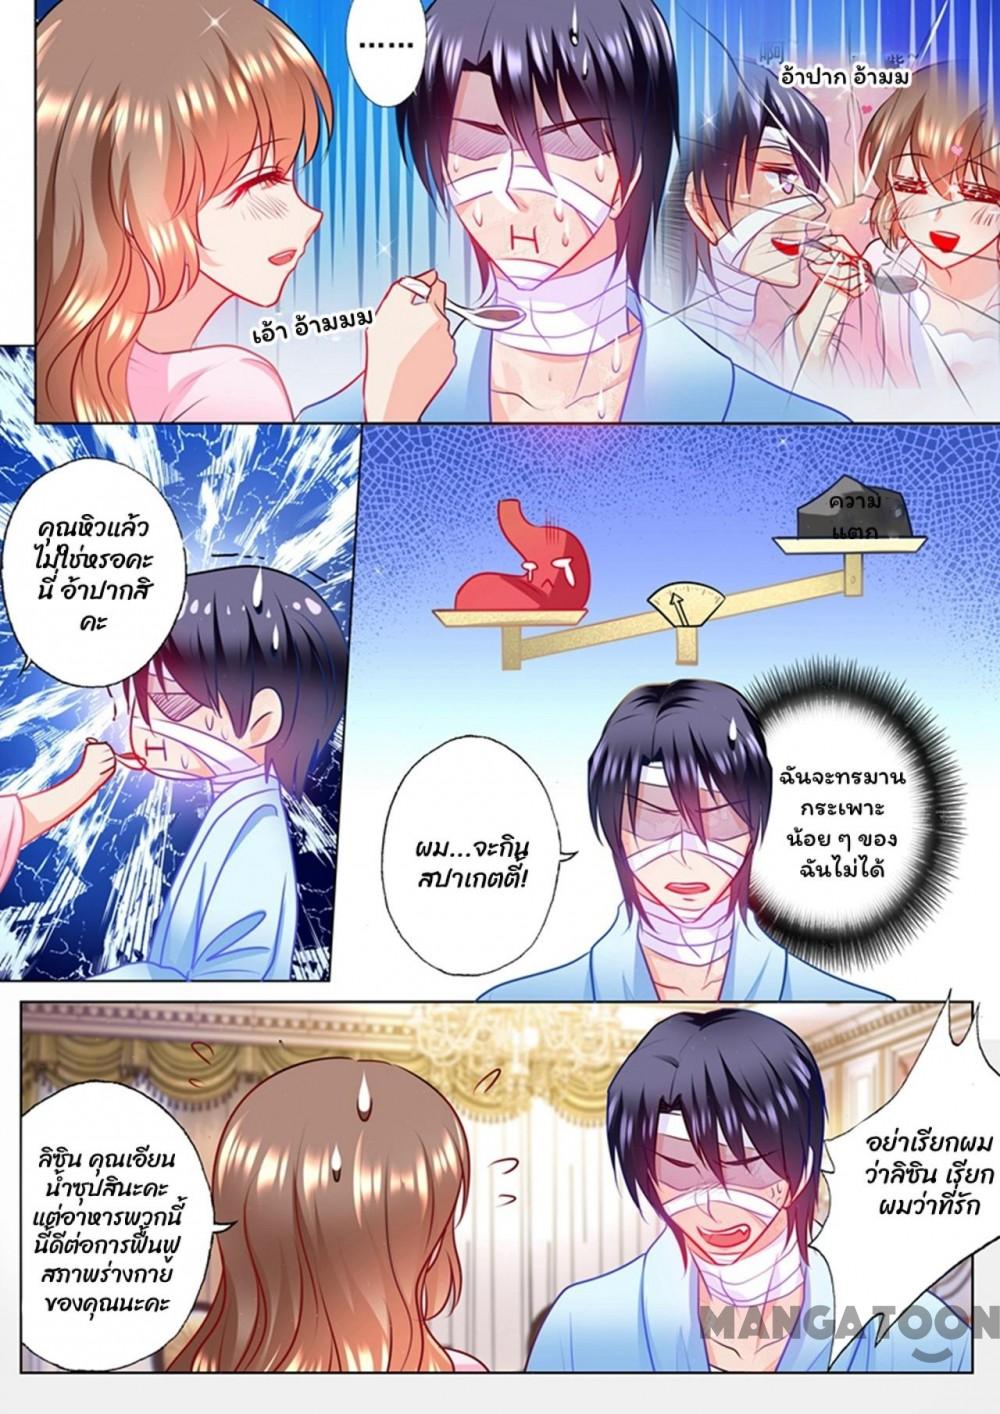 ......
อ้าปาก อ้ามม
เอ้า อ้ามมม
คุณหิวแล้ว
ไม่ใช่หรอคะ
นี่ อ้าปากสิ
คะ
ความ
แตก
ฉันจะทรมาน
กระเพาะ
น้อย ๆ ของ
ฉันไม่ได้
ผม...จะกิน
สปาเกตตี้!
ลิซิน คุณเอียน
น้ำซุปสินะคะ
แต่อาหารพวกนี้
นี้ดีต่อการฟื้นฟู
สภาพร่างกาย
ของคุณนะคะ
อย่าเรียกผม
ว่าลิซิน เรียก
ผมว่าที่รัก
MANGATOON